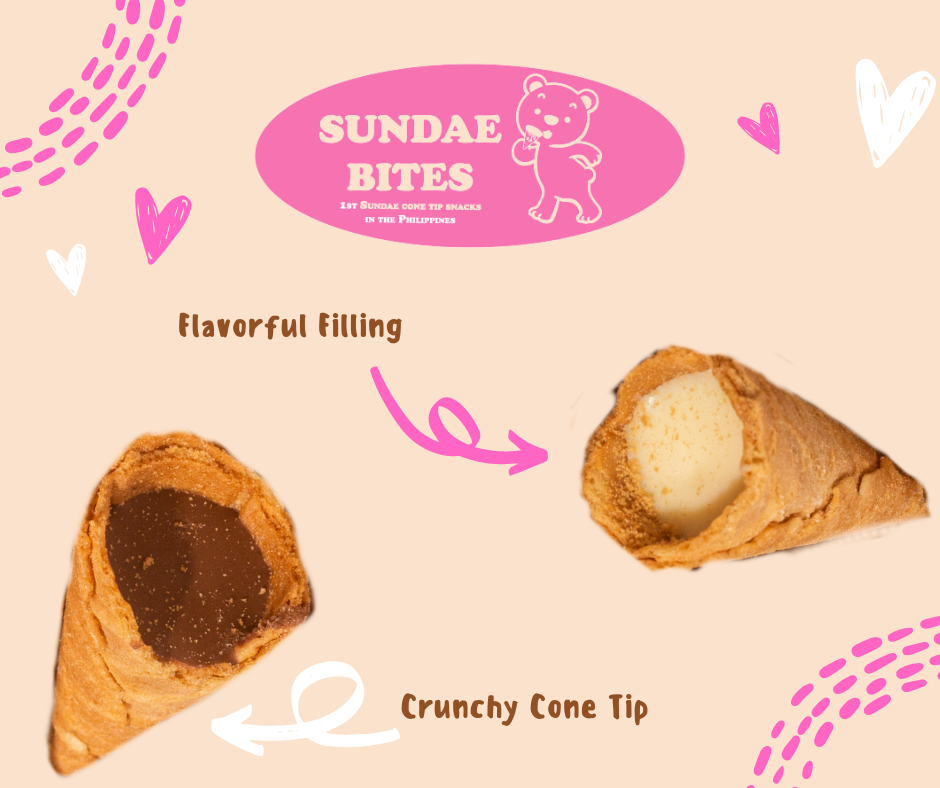 SUNDAE
BITES
1st Sundae cone tip snacks
in the Philippines
Flavorful Filling
Crunchy Cone Tip